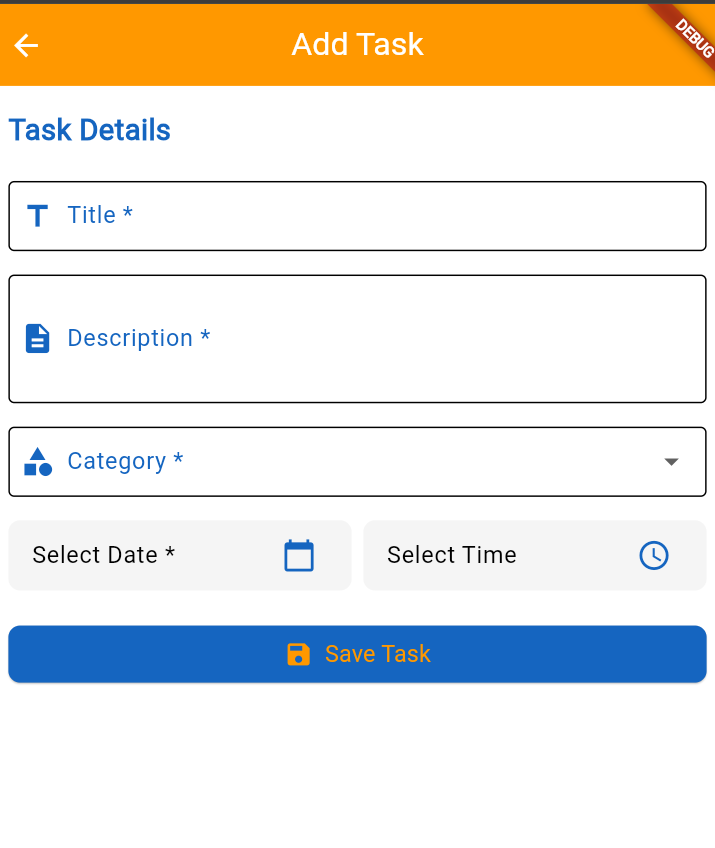 Add Task
DEBUG
Task Details
Title *
Description *
Category *
Select Date *
Select Time
Save Task